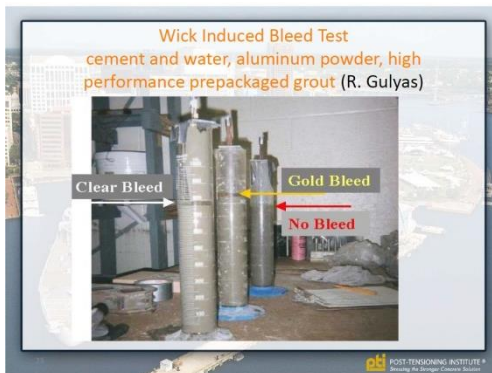 Wick Induced Bleed Test
cement and water, aluminum powder, high
performance prepackaged grout (R. Gulyas)
Clear Bleed
Gold Bleed
No Bleed
pti POST-TENSIONING INSTITUTE®